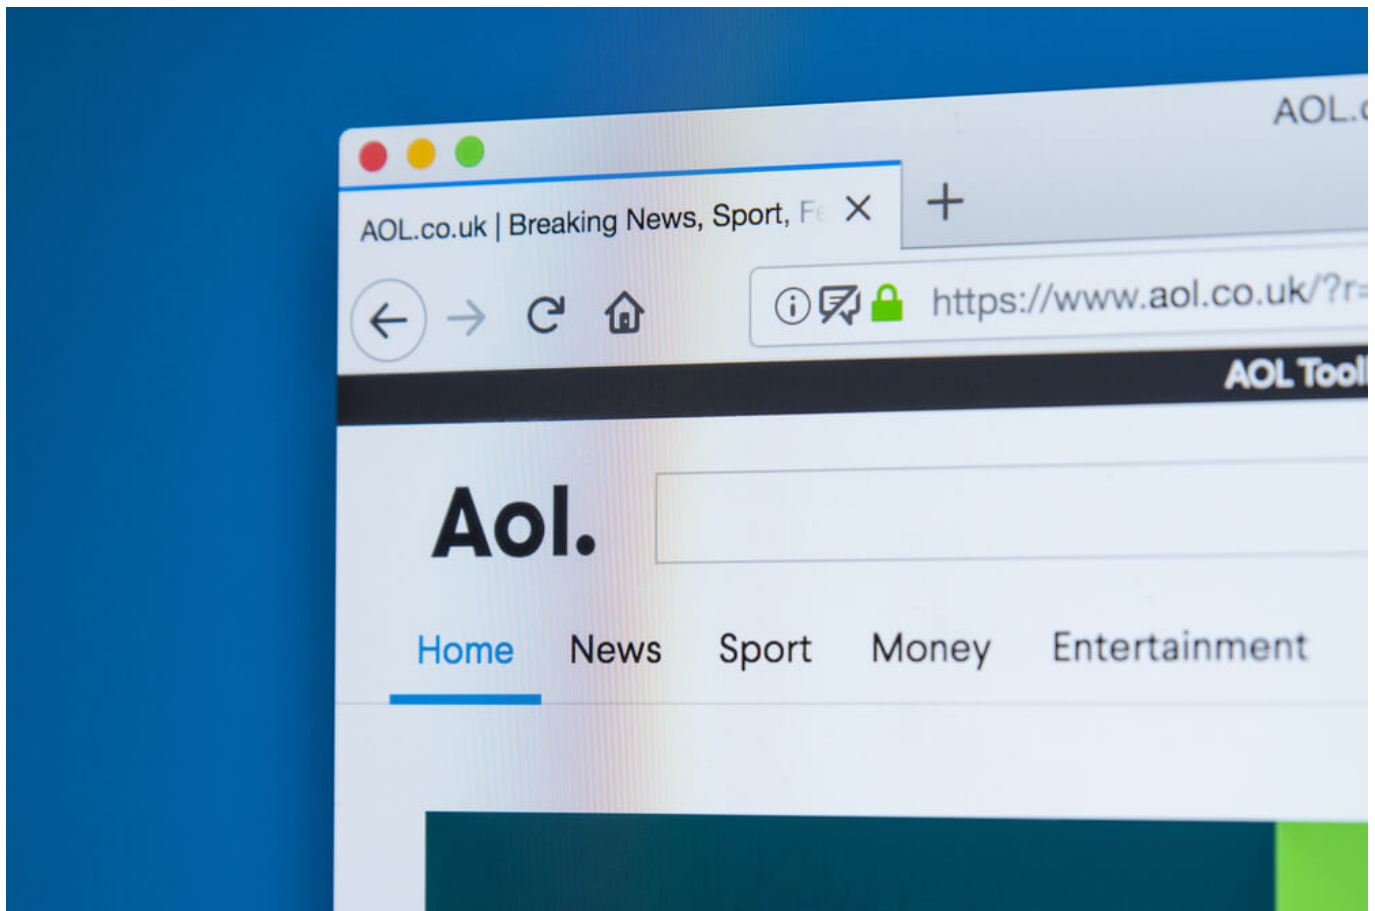 AOL.c
AOL.co.uk | Breaking News, Sport, Fe
https://www.aol.co.uk/?r=
AOL Tool
Aol.
Home News Sport Money Entertainment